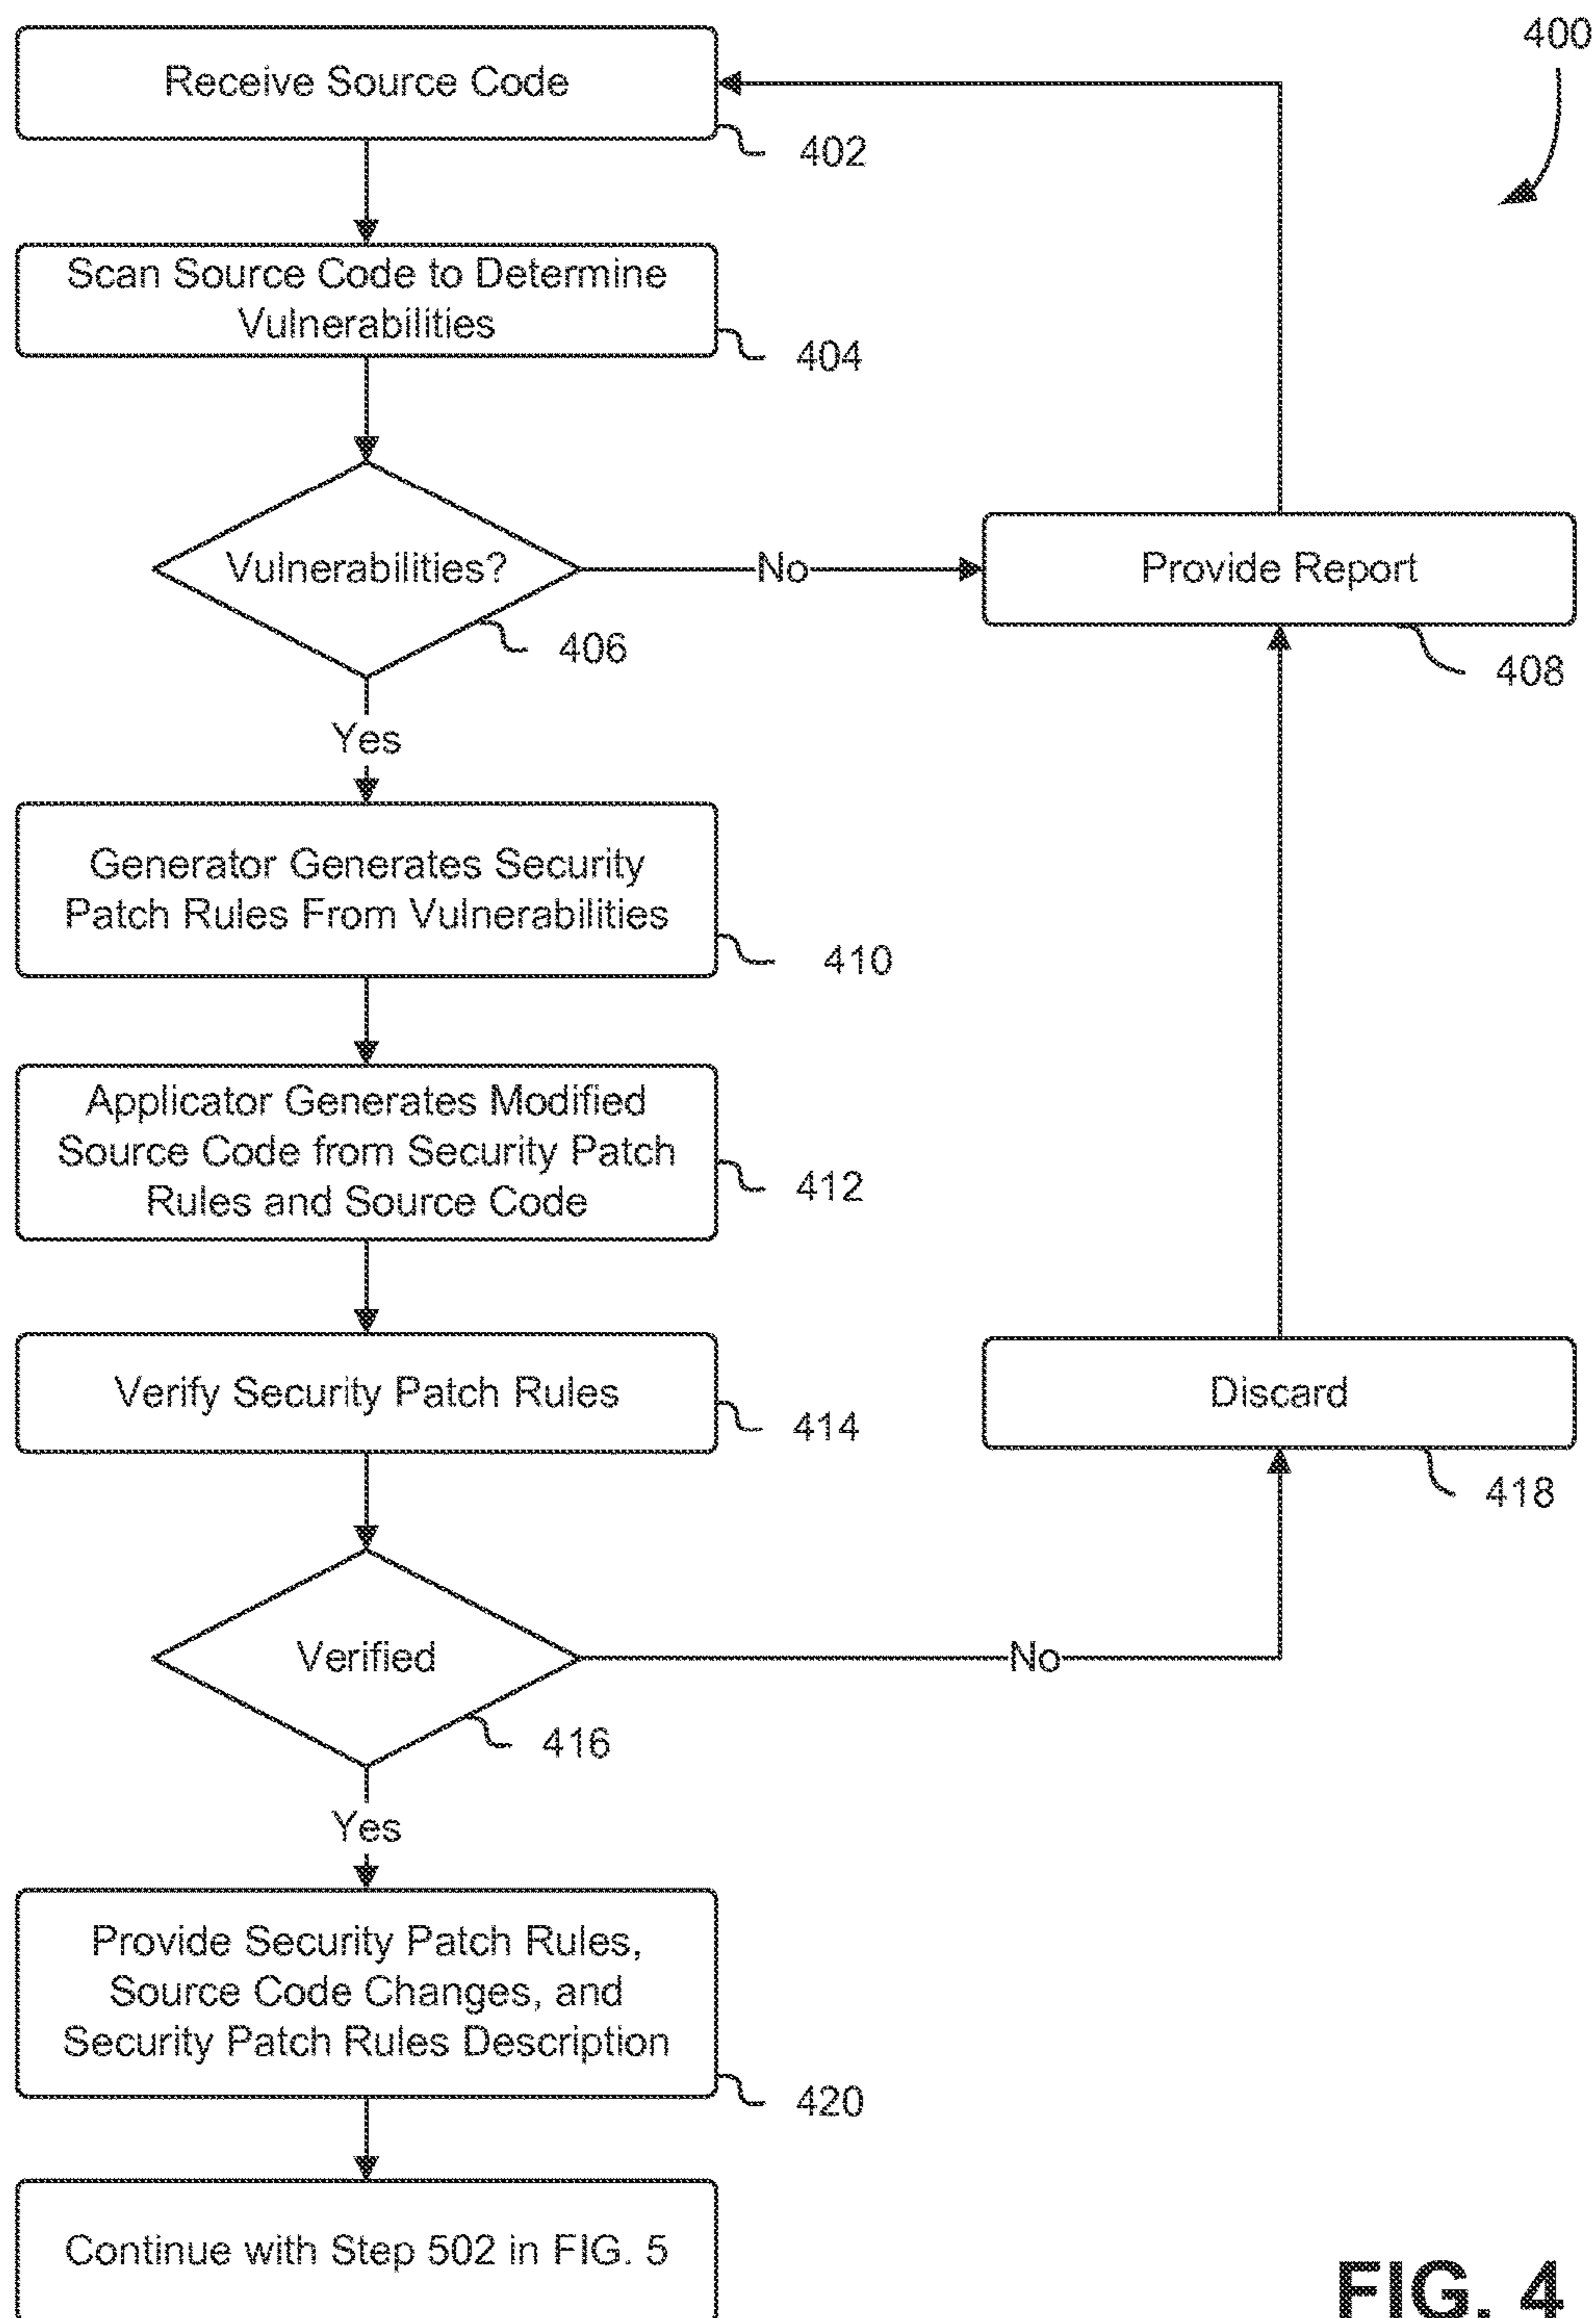 400
Receive Source Code
402
Scan Source Code to Determine
Vulnerabilities
404
Vulnerabilities?
406
No
Provide Report
408
Yes
Generator Generates Security
Patch Rules From Vulnerabilities
410
Applicator Generates Modified
Source Code from Security Patch
Rules and Source Code
412
Verify Security Patch Rules
414
Discard
418
Verified
416
No
Yes
Provide Security Patch Rules,
Source Code Changes, and
Security Patch Rules Description
420
Continue with Step 502 in FIG. 5
FIG. 4